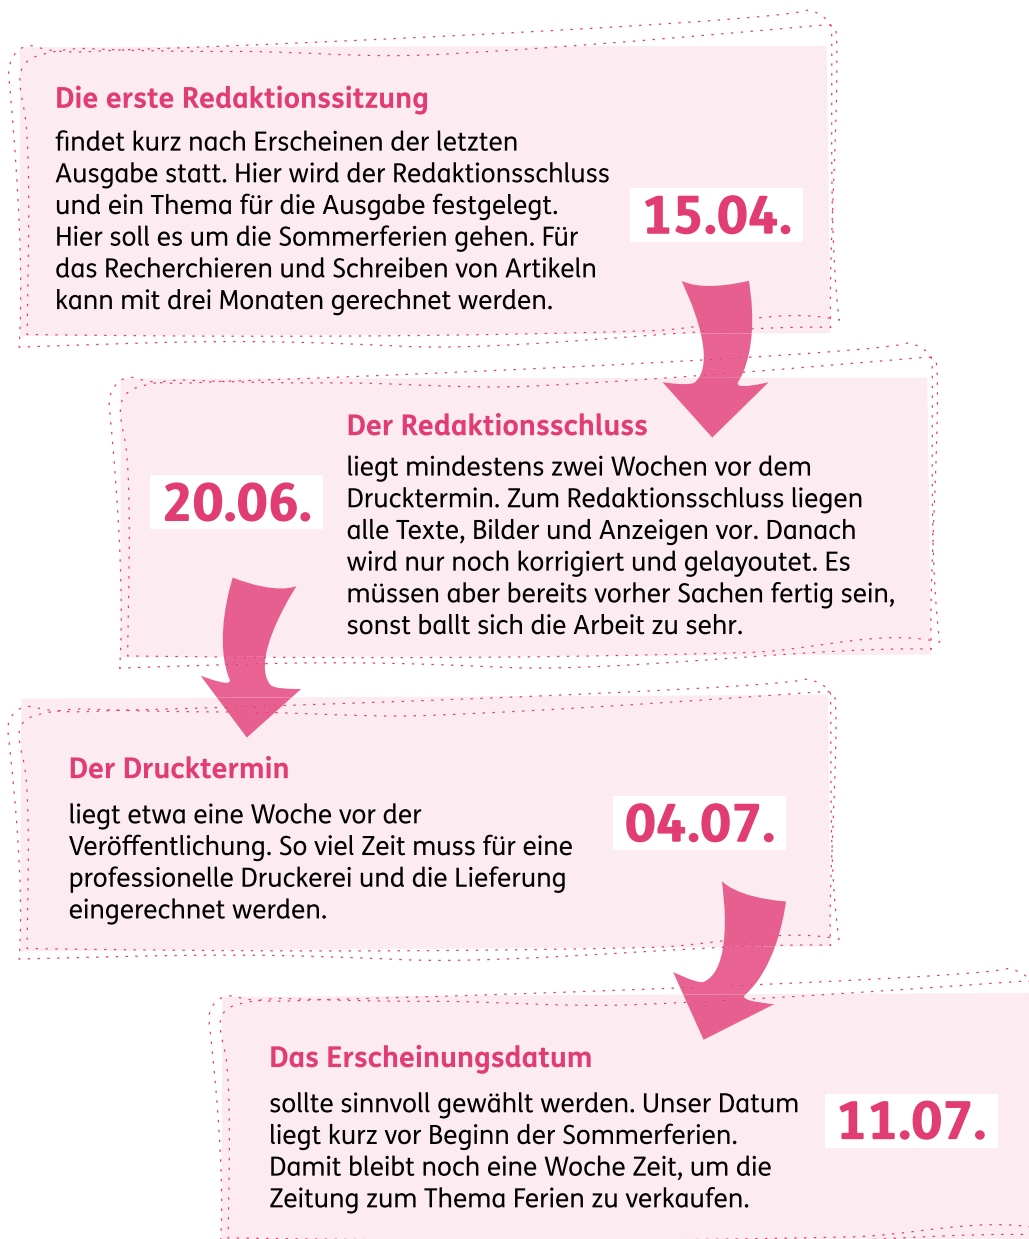 Die erste Redaktionssitzung
findet kurz nach Erscheinen der letzten
Ausgabe statt. Hier wird der Redaktionsschluss
und ein Thema für die Ausgabe festgelegt.
Hier soll es um die Sommerferien gehen. Für
das Recherchieren und Schreiben von Artikeln
kann mit drei Monaten gerechnet werden.
15.04.
Der Redaktionsschluss
liegt mindestens zwei Wochen vor dem
Drucktermin. Zum Redaktionsschluss liegen
alle Texte, Bilder und Anzeigen vor. Danach
wird nur noch korrigiert und gelayoutet. Es
müssen aber bereits vorher Sachen fertig sein,
sonst ballt sich die Arbeit zu sehr.
20.06.
Der Drucktermin
liegt etwa eine Woche vor der
Veröffentlichung. So viel Zeit muss für eine
professionelle Druckerei und die Lieferung
eingerechnet werden.
04.07.
Das Erscheinungsdatum
sollte sinnvoll gewählt werden. Unser Datum
liegt kurz vor Beginn der Sommerferien.
Damit bleibt noch eine Woche Zeit, um die
Zeitung zum Thema Ferien zu verkaufen.
11.07.